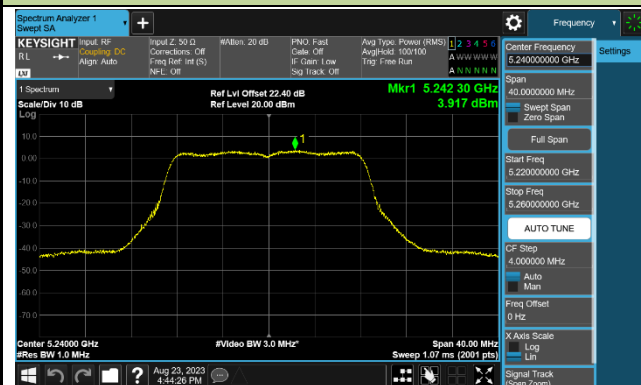 Spectrum Analyzer 1
Swept SA
Frequency
KEYSIGHT
Input: RF
Coupling: DC
Align: Auto
Input Z: 50 Ω
Corrections: Off
Freq Ref: Int (S)
NFE: Off
#Atten: 20 dB
PNO: Fast
Gate: Off
IF Gain: Low
Sig Track: Off
Avg Type: Power (RMS)
Avg|Hold: 100/100
Trig: Free Run
1 2 3 4 5 6
A W W W W W
A N N N N N
RL
LXI
1 Spectrum
Scale/Div 10 dB
Log
Ref Lvl Offset 22.40 dB
Ref Level 20.00 dBm
Mkr1 5.242 30 GHz
3.917 dBm
1
10.0
0.00
-10.0
-20.0
-30.0
-40.0
-50.0
-60.0
-70.0
Center 5.24000 GHz
#Res BW 1.0 MHz
#Video BW 3.0 MHz*
Span 40.00 MHz
Sweep 1.07 ms (2001 pts)
Aug 23, 2023
4:44:26 PM
Center Frequency
5.240000000 GHz
Span
40.0000000 MHz
Swept Span
Zero Span
Full Span
Start Freq
5.220000000 GHz
Stop Freq
5.260000000 GHz
AUTO TUNE
CF Step
4.000000 MHz
Auto
Man
Freq Offset
0 Hz
X Axis Scale
Log
Lin
Signal Track
(Span Zoom)
Settings